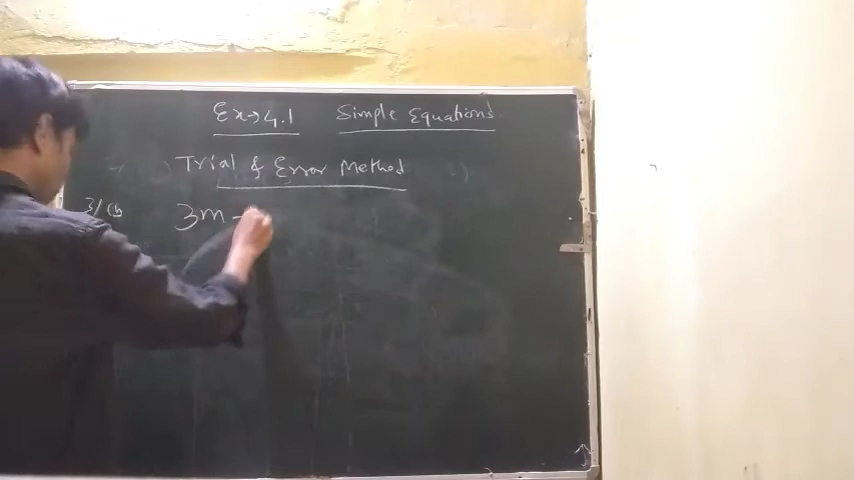 Ex→4.1 Simple Equations
Trial & Error Method
3/ 3m -